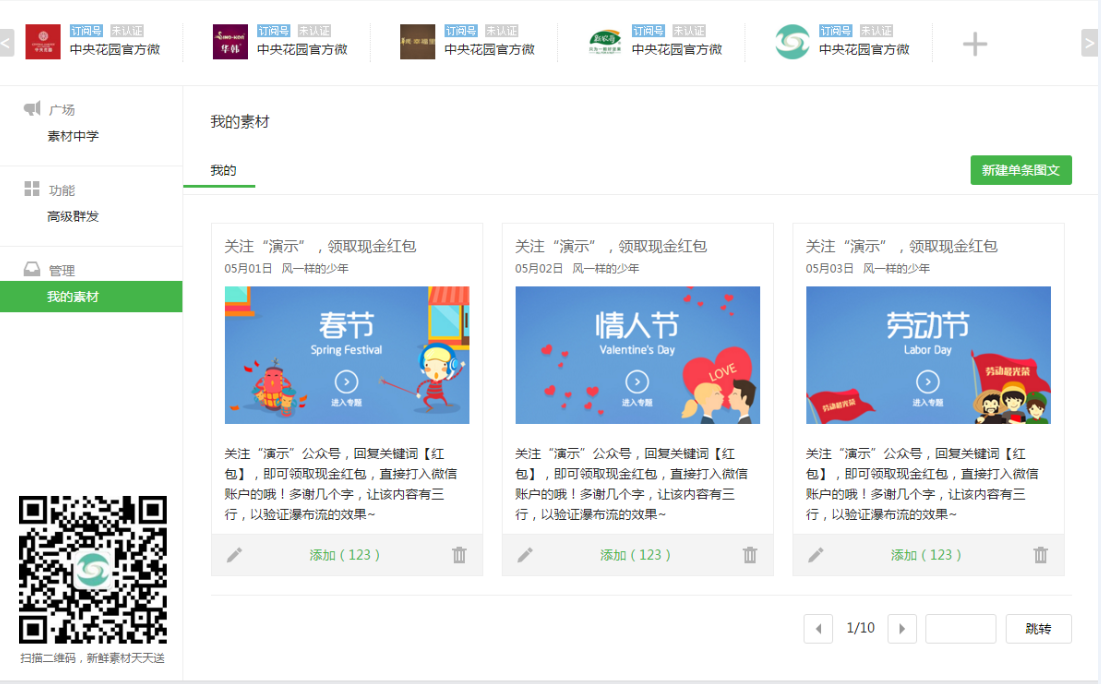 订阅号 未认证
中央花园官方微
订阅号 未认证
中央花园官方微
订阅号 未认证
中央花园官方微
订阅号 未认证
中央花园官方微
订阅号 未认证
中央花园官方微
华韩
广场
素材中学
功能
高级群发
管理
我的素材
我的素材
我的
新建单条图文
关注“演示”，领取现金红包
05月01日 风一样的少年
春节
Spring Festival
进入专题
关注“演示”公众号，回复关键词【红
包】，即可领取现金红包，直接打入微信
账户的哦！多谢几个字，让该内容有三
行，以验证瀑布流的效果~
添加（123）
关注“演示”，领取现金红包
05月02日 风一样的少年
情人节
Valentine's Day
进入专题
LOVE
关注“演示”公众号，回复关键词【红
包】，即可领取现金红包，直接打入微信
账户的哦！多谢几个字，让该内容有三
行，以验证瀑布流的效果~
添加（123）
关注“演示”，领取现金红包
05月03日 风一样的少年
劳动节
Labor Day
进入专题
劳动最光荣
劳动最光荣
关注“演示”公众号，回复关键词【红
包】，即可领取现金红包，直接打入微信
账户的哦！多谢几个字，让该内容有三
行，以验证瀑布流的效果~
添加（123）
1/10
跳转
扫描二维码，新鲜素材天天送